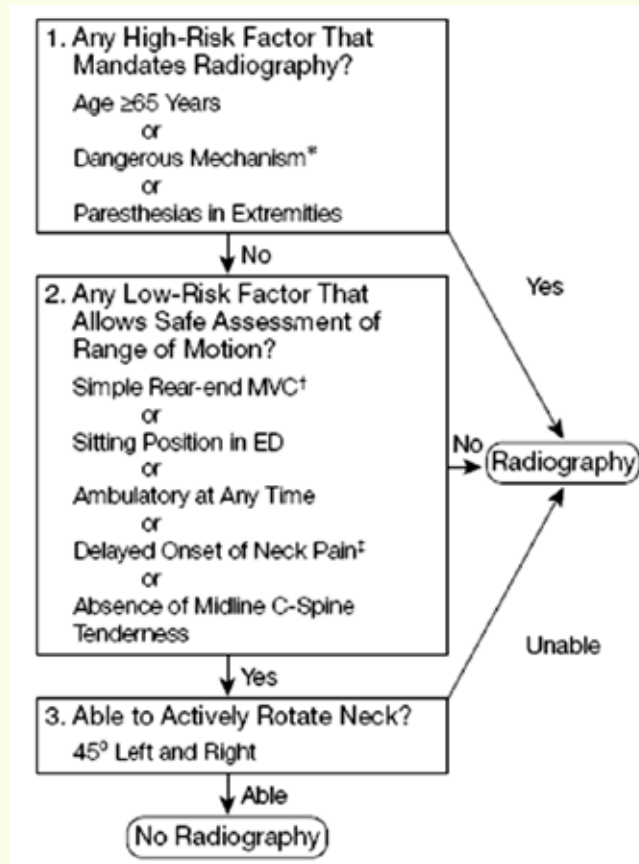 1. Any High-Risk Factor That
Mandates Radiography?
Age ≥65 Years
or
Dangerous Mechanism*
or
Paresthesias in Extremities
No
Yes
2. Any Low-Risk Factor That
Allows Safe Assessment of
Range of Motion?
Simple Rear-end MVC†
or
Sitting Position in ED
or
Ambulatory at Any Time
or
Delayed Onset of Neck Pain‡
or
Absence of Midline C-Spine
Tenderness
No
Radiography
Yes
Unable
3. Able to Actively Rotate Neck?
45° Left and Right
Able
No Radiography